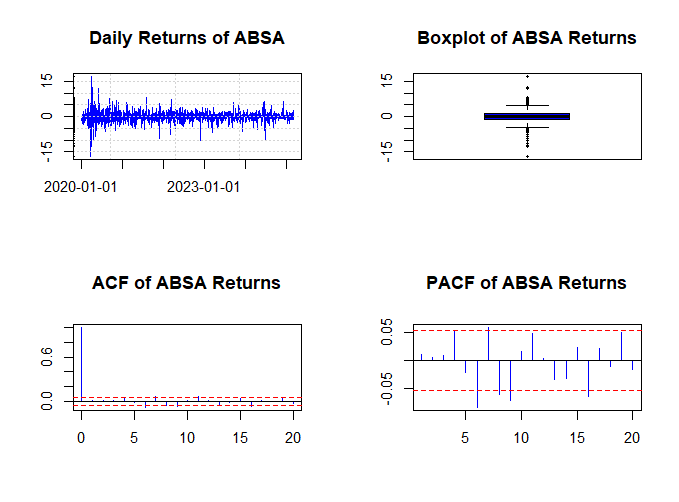 Daily Returns of ABSA
15
0
-15
2020-01-01
2023-01-01
Boxplot of ABSA Returns
15
0
-15
ACF of ABSA Returns
0.6
0.0
0 5 10 15 20
PACF of ABSA Returns
0.05
-0.05
5 10 15 20